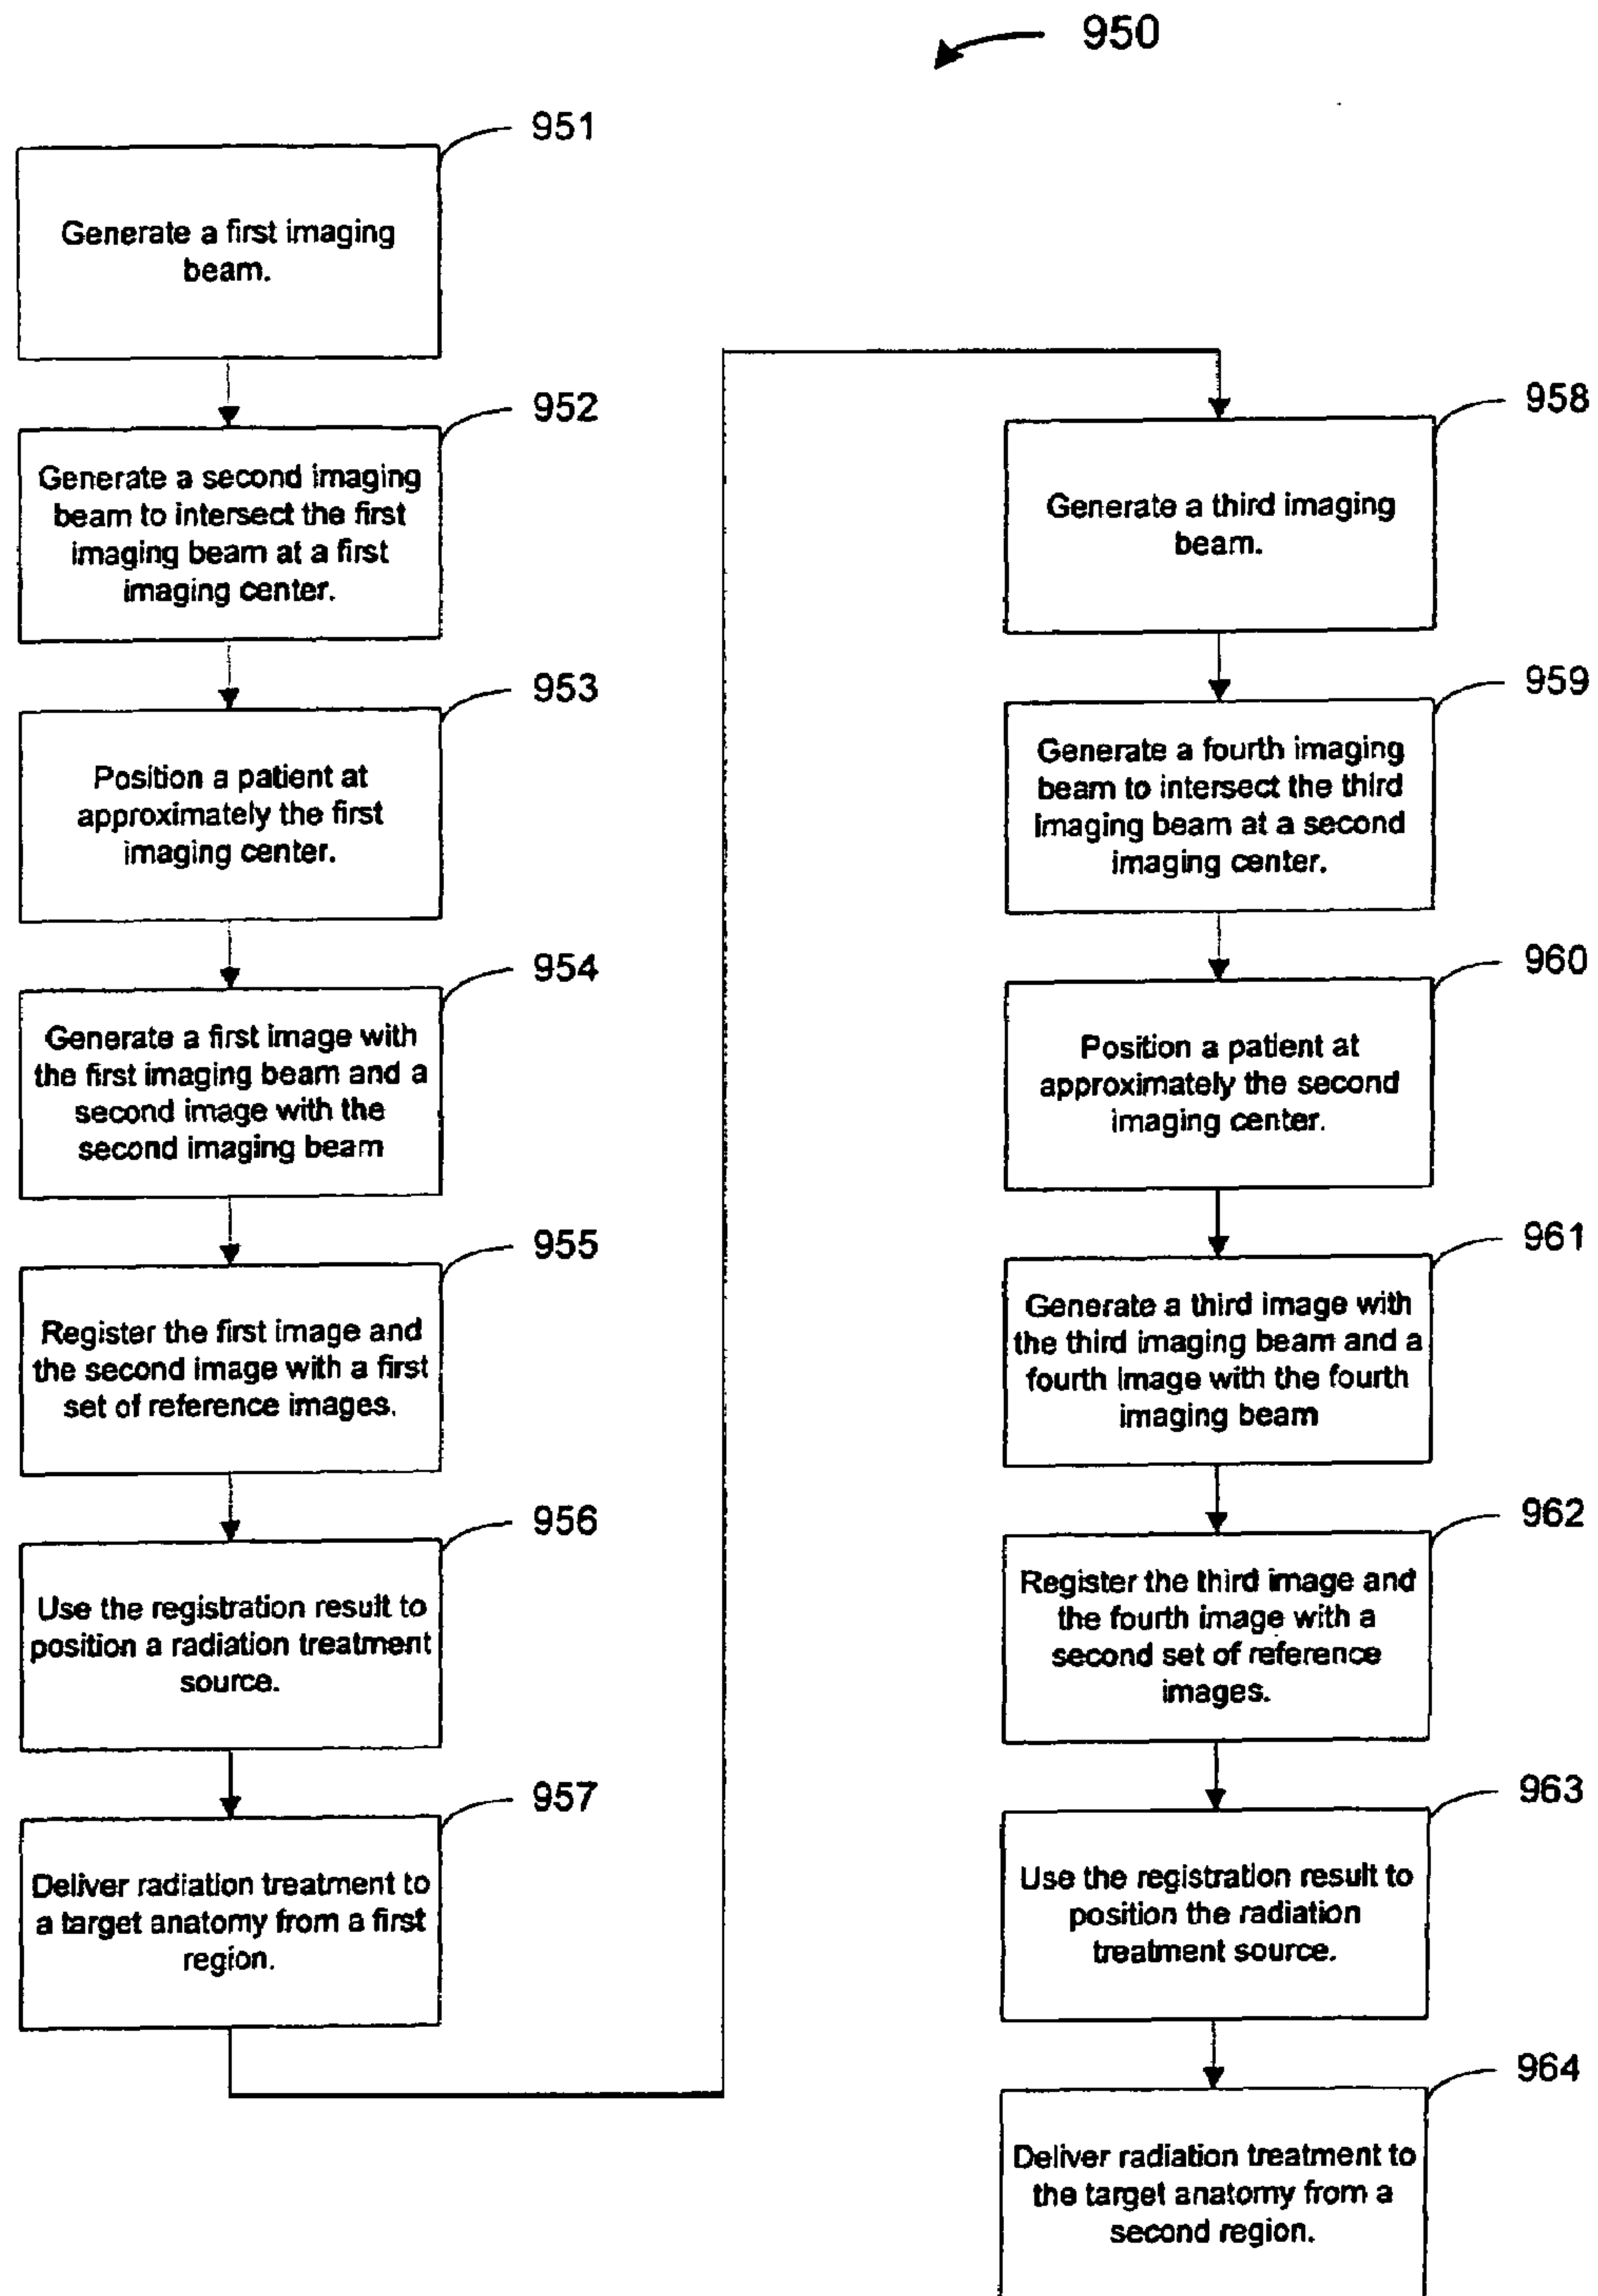 950
951
Generate a first imaging
beam.
952
Generate a second imaging
beam to intersect the first
imaging beam at a first
imaging center.
953
Position a patient at
approximately the first
imaging center.
954
Generate a first image with
the first imaging beam and a
second image with the
second imaging beam
955
Register the first image and
the second image with a first
set of reference images.
956
Use the registration result to
position a radiation treatment
source.
957
Deliver radiation treatment to
a target anatomy from a first
region.
958
Generate a third imaging
beam.
959
Generate a fourth imaging
beam to intersect the third
imaging beam at a second
imaging center.
960
Position a patient at
approximately the second
imaging center.
961
Generate a third image with
the third imaging beam and a
fourth image with the fourth
imaging beam
962
Register the third image and
the fourth image with a
second set of reference
images.
963
Use the registration result to
position the radiation
treatment source.
964
Deliver radiation treatment to
the target anatomy from a
second region.